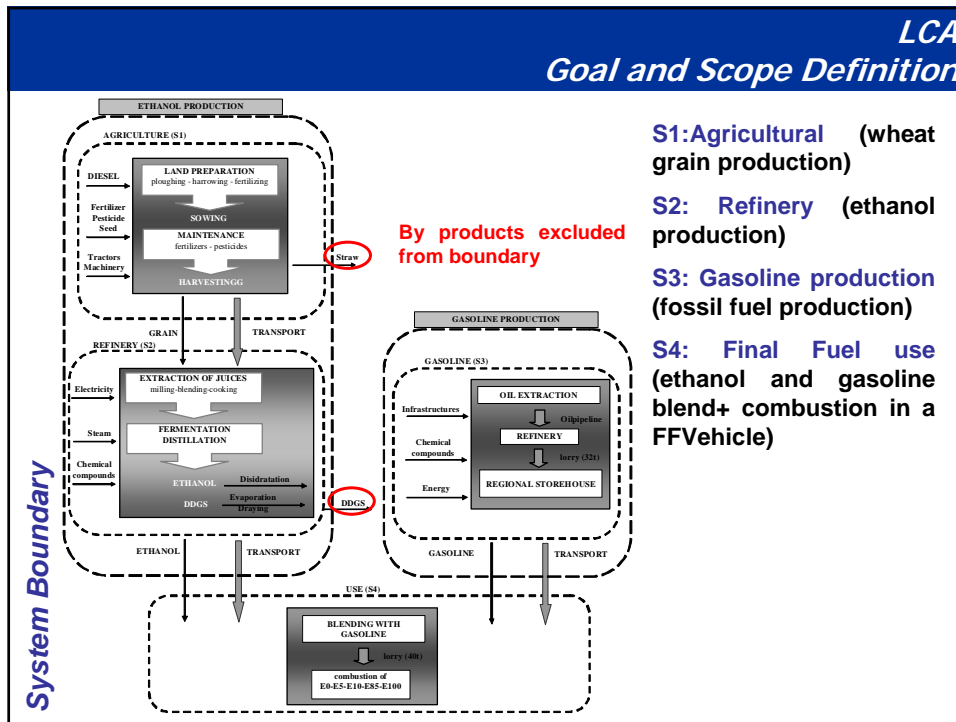 LCA
Goal and Scope Definition
ETHANOL PRODUCTION
AGRICULTURE (S1)
DIESEL
Fertilizer
Pesticide
Seed
Tractors
Machinery
LAND PREPARATION
ploughing - harrowing - fertilizing
SOWING
MAINTENANCE
fertilizers - pesticides
HARVESTINGG
Straw
By products excluded
from boundary
GRAIN
TRANSPORT
REFINERY (S2)
Electricity
Steam
Chemical
compounds
EXTRACTION OF JUICES
milling-blending-cooking
FERMENTATION
DISTILLATION
ETHANOL
Disidratation
DDGS
Evaporation
Draying
DDGS
ETHANOL
TRANSPORT
GASOLINE PRODUCTION
GASOLINE (S3)
Infrastructures
Chemical
compounds
Energy
OIL EXTRACTION
Oilpipeline
REFINERY
lorry (32t)
REGIONAL STOREHOUSE
GASOLINE
TRANSPORT
USE (S4)
BLENDING WITH
GASOLINE
lorry (40t)
combustion of
E0-E5-E10-E85-E100
System Boundary
S1:Agricultural (wheat
grain production)
S2: Refinery (ethanol
production)
S3: Gasoline production
(fossil fuel production)
S4: Final Fuel use
(ethanol and gasoline
blend+ combustion in a
FFVehicle)